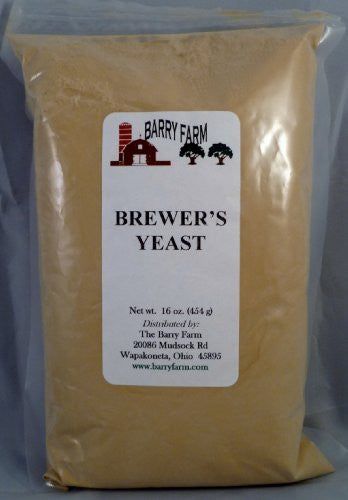 BARRY FARM
BREWER'S
YEAST
Net wt. 16 oz. (454 g)
Distributed by:
The Barry Farm
20086 Mudsock Rd
Wapakoneta, Ohio 45895
www.barryfarm.com